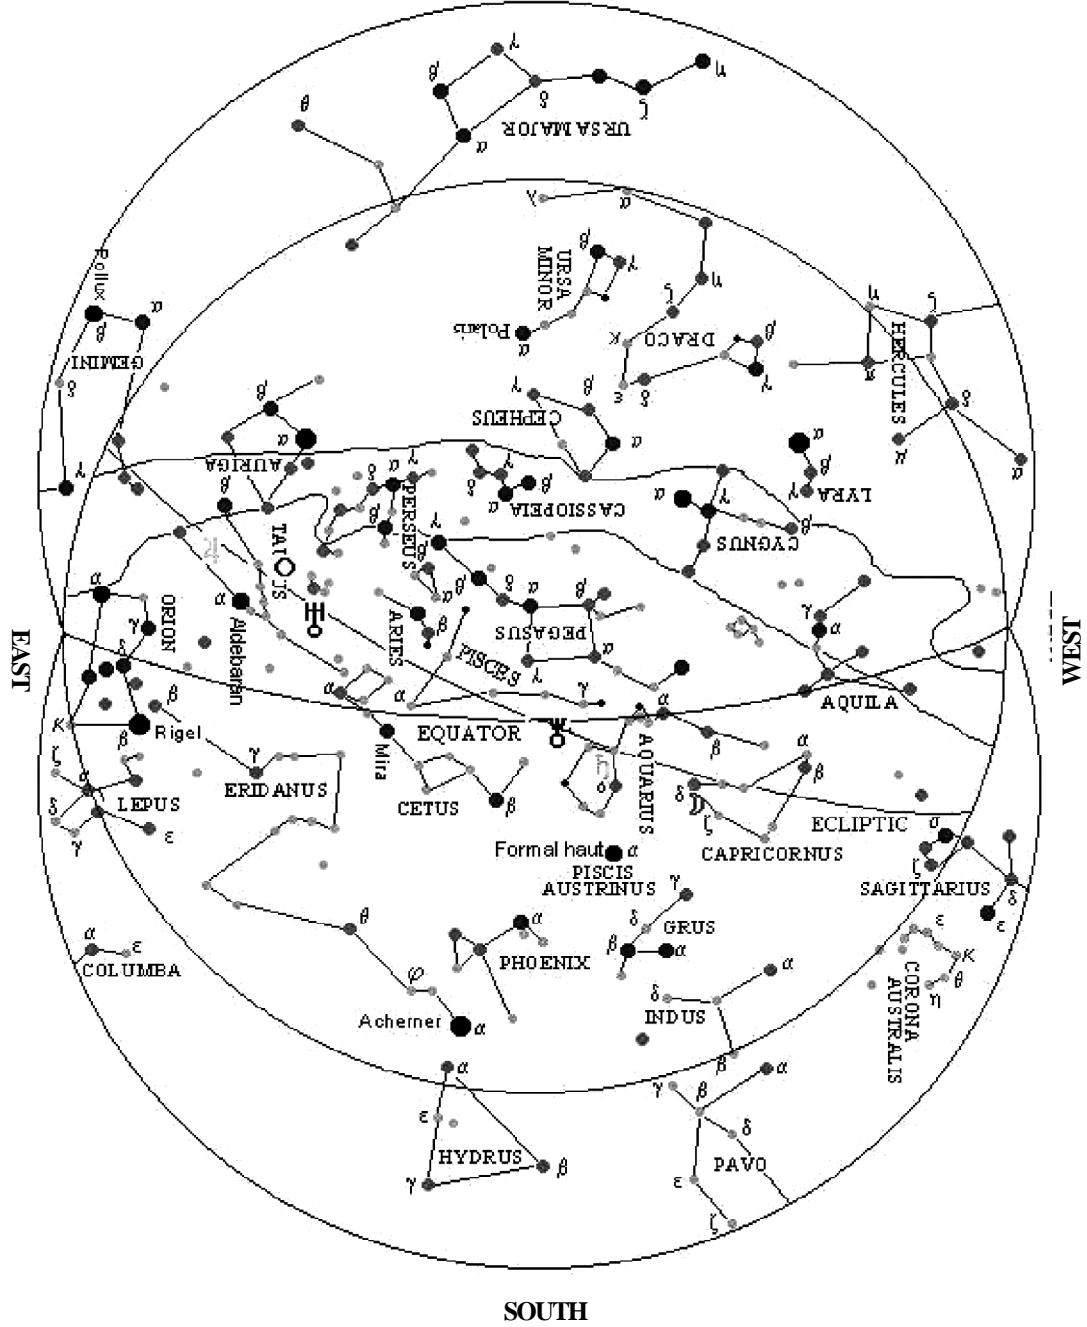 γ
β
η
θ
δ
ζ
URSA MAJOR
α
λ
α
β
γ
URSA
MINOR
η
ζ
Pollux
α
β
η
ζ
Polaris
α
κ
DRACO
β
HERCULES
GEMINI
π
γ
δ
ε
δ
γ
β
δ
β
CEPHEUS
α
α
α
μ
α
AURIGA
γ
δ
α
γ
δ
γ
β
LYRA
γ
β
PERSEUS
α
β
CASSIOPEIA
α
γ
β
γ
β
CYGNUS
β
α
ORION
γ
α
Aldebaran
β
δ
α
β
ARIES
β
PEGASUS
γ
α
EAST
WEST
δ
PISCES
α
γ
κ
β
Rigel
β
α
α
γ
EQUATOR
α
AQUILA
ζ
α
β
LEPUS
γ
ERIDANUS
Mira
CETUS
β
AQUARIUS
δ
δ
ζ
α
β
δ
γ
ε
ECLIPTIC
CAPRICORNUS
σ
Formal haut
α
PISCIS
AUSTRINUS
ζ
SAGITTARIUS
δ
ε
γ
δ
GRUS
θ
α
β
α
ε
κ
θ
η
α
ε
COLUMBA
PHOENIX
CORONA
AUSTRALIS
φ
α
δ
INDUS
Acherner
α
β
α
γ
β
α
ε
δ
HYDRUS
β
PAVO
γ
ε
ζ
SOUTH